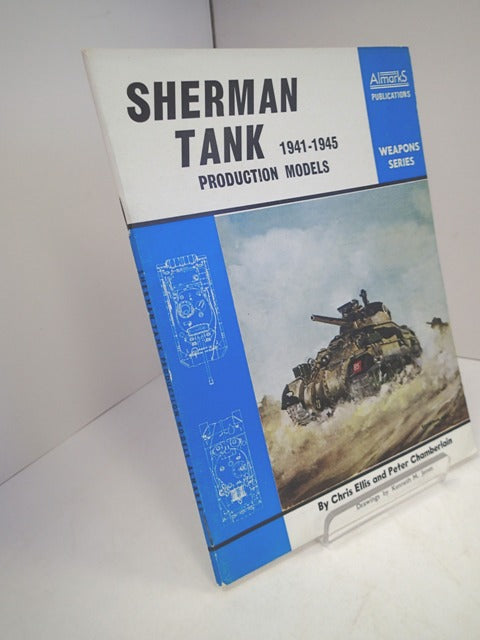 SHERMAN
TANK 1941-1945
PRODUCTION MODELS
AlmarkS
PUBLICATIONS
WEAPONS
SERIES
By Chris Ellis and Peter Chamberlain
Drawings by Kenneth M. Jones